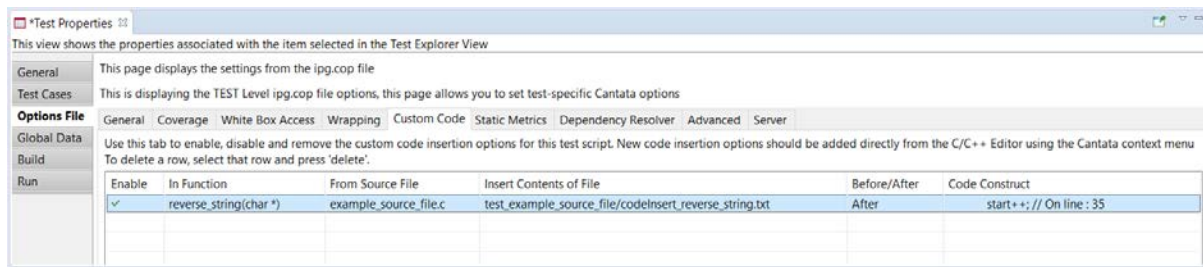 *Test Properties
This view shows the properties associated with the item selected in the Test Explorer View
General
Test Cases
Options File
Global Data
Build
Run
This page displays the settings from the ipg.cop file
This is displaying the TEST Level ipg.cop file options, this page allows you to set test-specific Cantata options
General Coverage White Box Access Wrapping Custom Code Static Metrics Dependency Resolver Advanced Server
Use this tab to enable, disable and remove the custom code insertion options for this test script. New code insertion options should be added directly from the C/C++ Editor using the Cantata context menu
To delete a row, select that row and press 'delete'.
Enable In Function From Source File Insert Contents of File Before/After Code Construct
reverse_string(char *) example_source_file.c test_example_source_file/codeInsert_reverse_string.txt After start++; // On line : 35